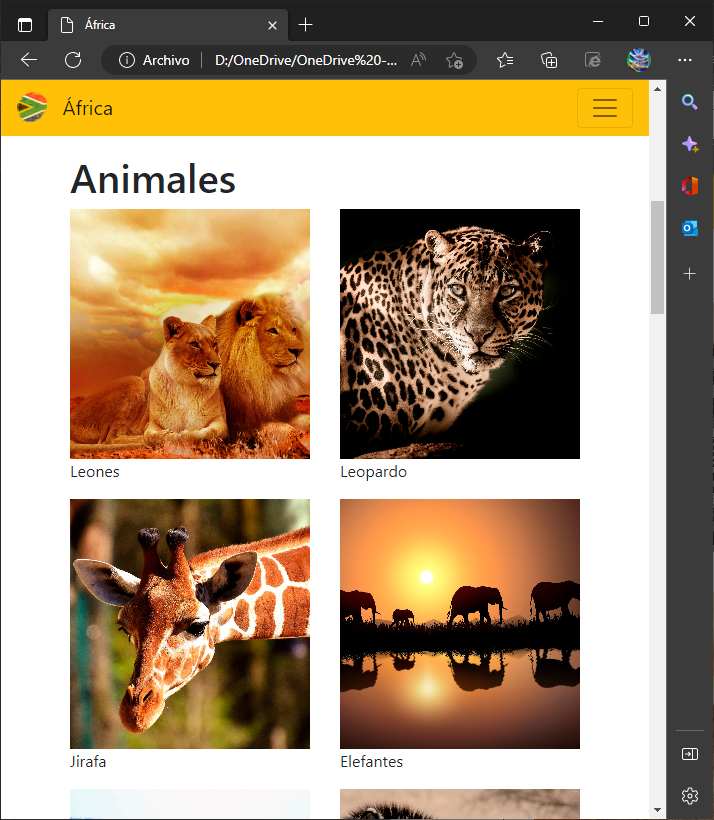 África
Archivo
D:/OneDrive/OneDrive%20-...
África
Animales
Leones
Leopardo
Jirafa
Elefantes